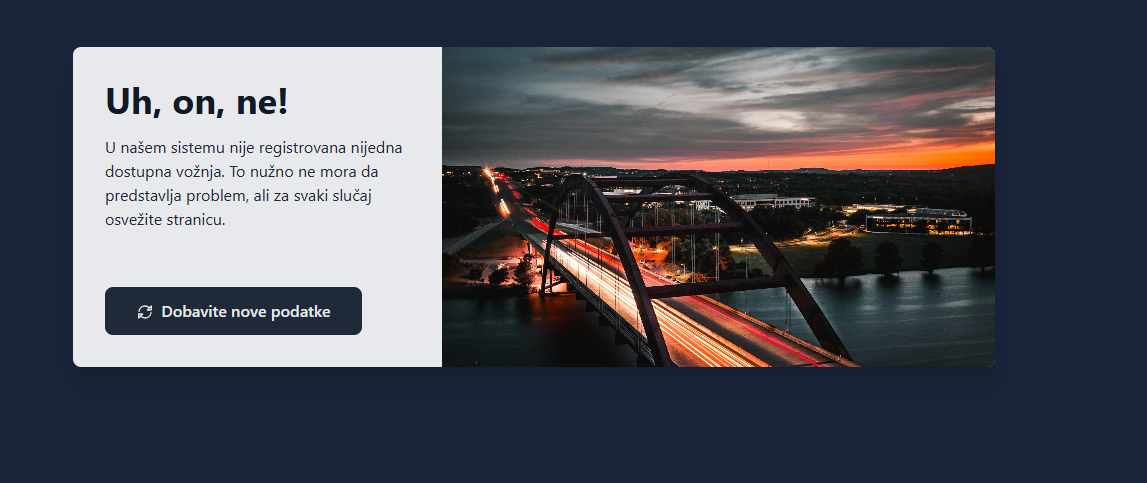 Uh, on, ne!
U našem sistemu nije registrovana nijedna
dostupna vožnja. To nužno ne mora da
predstavlja problem, ali za svaki slučaj
osvežite stranicu.
Dobavite nove podatke